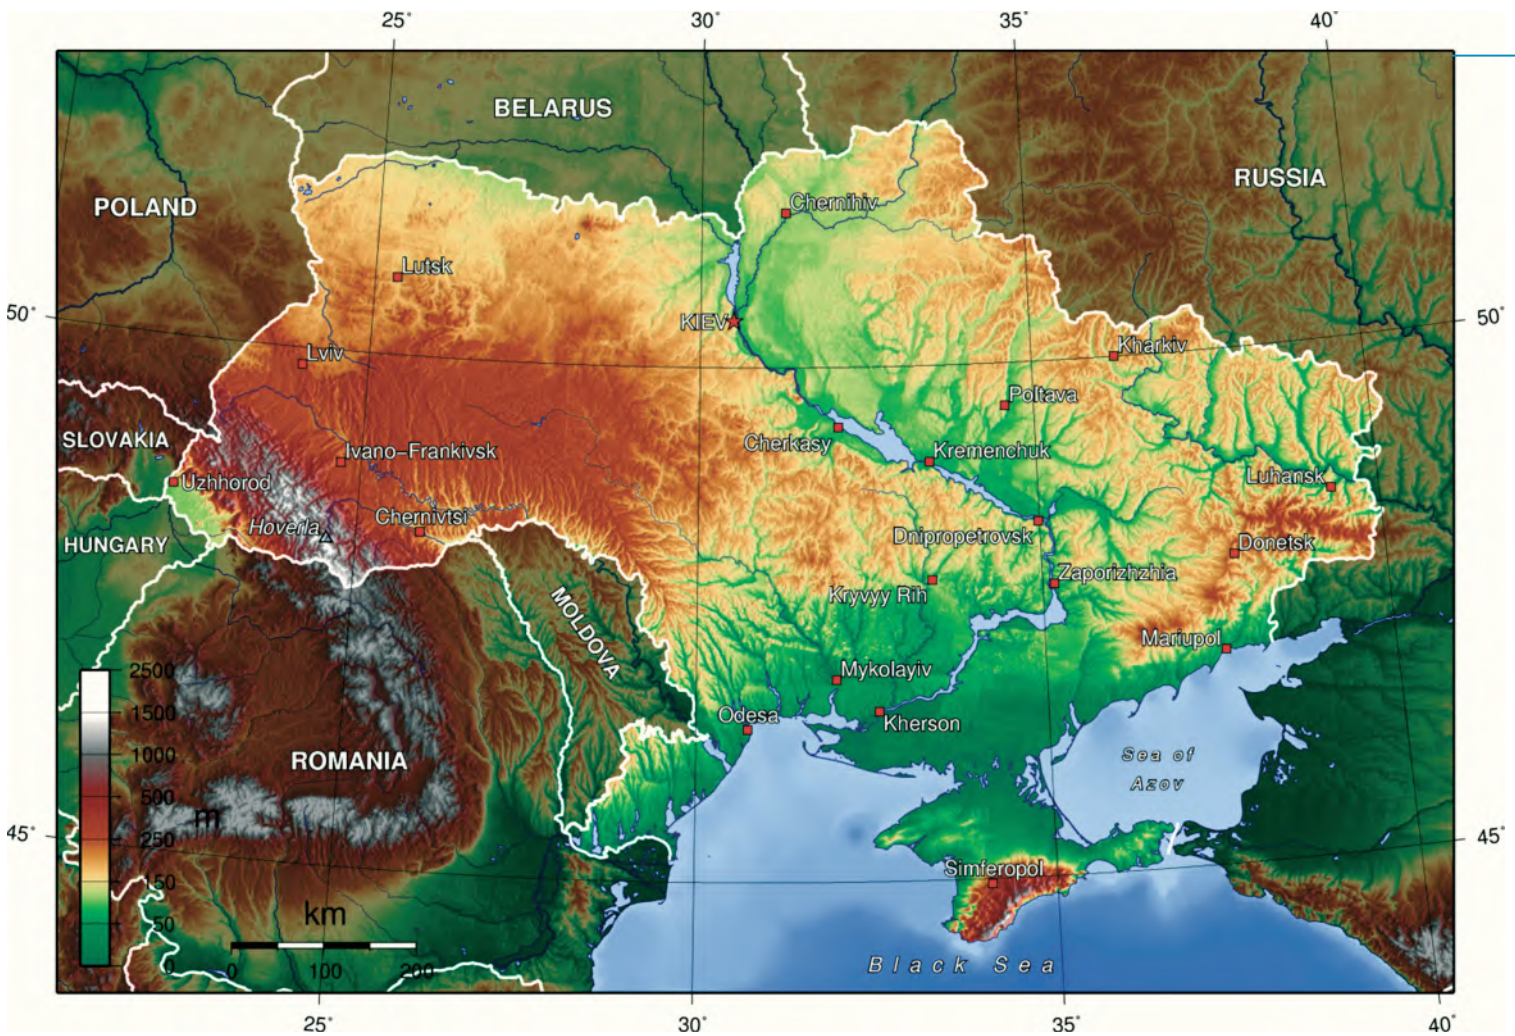 25° 30° 35° 40°
BELARUS
RUSSIA
POLAND
Chernihiv
Lutsk
50° 50°
KIEV
Lviv
Kharkiv
Poltava
SLOVAKIA
Cherkasy
Kremenchuk
Ivano-Frankivsk
Luhansk
Uzhhorod
Chernivtsi
Hoverla
Dnipropetrovsk
HUNGARY
Donetsk
Zaporizhzhia
Kryvyy Rih
MOLDOVA
Mariupol
Mykolayiv
Odesa
Kherson
ROMANIA
Sea of
Azov
2500
1500
1000
500
m
250
150
50
0
45° 45°
Simferopol
km
0 100 200
Black Sea
25° 30° 35° 40°